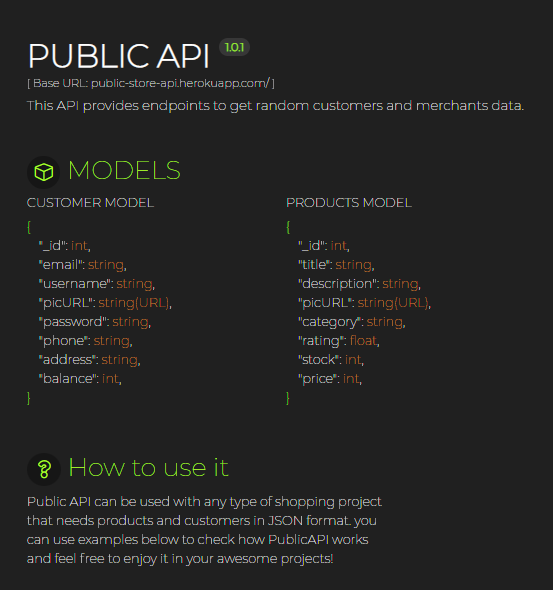 PUBLIC API 1.0.1
[ Base URL: public-store-api.herokuapp.com/ ]
This API provides endpoints to get random customers and merchants data.
MODELS
CUSTOMER MODEL
{
"_id": int,
"email": string,
"username": string,
"picURL": string(URL),
"password": string,
"phone": string,
"address": string,
"balance": int,
}
PRODUCTS MODEL
{
"_id": int,
"title": string,
"description": string,
"picURL": string(URL),
"category": string,
"rating": float,
"stock": int,
"price": int,
}
How to use it
Public API can be used with any type of shopping project
that needs products and customers in JSON format. you
can use examples below to check how PublicAPI works
and feel free to enjoy it in your awesome projects!